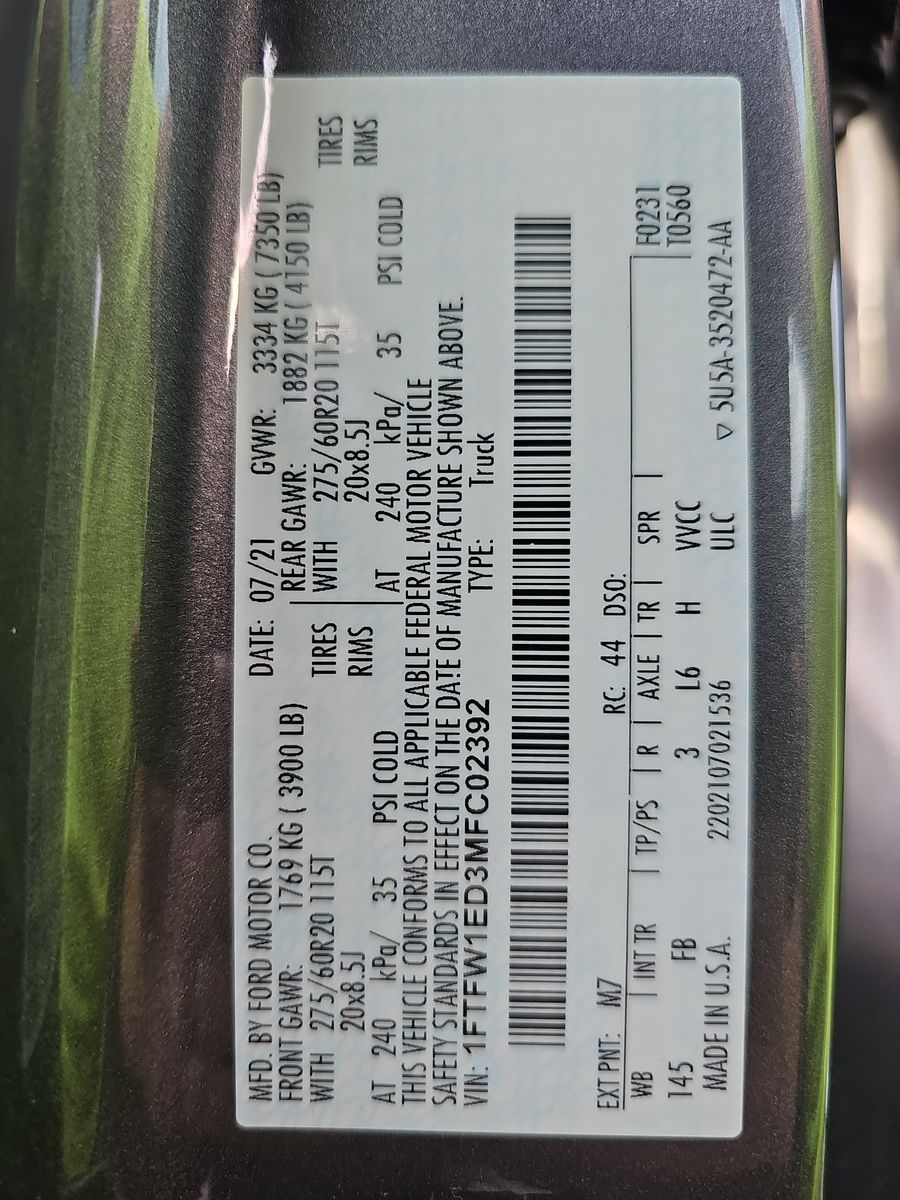 MFD. BY FORD MOTOR CO.
DATE: 07/21 GVWR: 3334 KG ( 7350 LB)
FRONT GAWR: 1769 KG ( 3900 LB) REAR GAWR: 1882 KG ( 4150 LB)
WITH 275/60R20 115T TIRES WITH 275/60R20 115T TIRES
20x8.5J RIMS 20x8.5J RIMS
AT 240 kPa/ 35 PSI COLD AT 240 kPa/ 35 PSI COLD
THIS VEHICLE CONFORMS TO ALL APPLICABLE FEDERAL MOTOR VEHICLE
SAFETY STANDARDS IN EFFECT ON THE DATE OF MANUFACTURE SHOWN ABOVE.
VIN: 1FTFW1ED3MFC02392 TYPE: Truck
EXT PNT: M7 RC: 44 DSO:
WB INT TR TP/PS R AXLE TR SPR F0231
T0560
145 FB 3 L6 H VVCC
MADE IN U.S.A. 220210702​1536 ULC ▽ 5U5A-3520472-AA